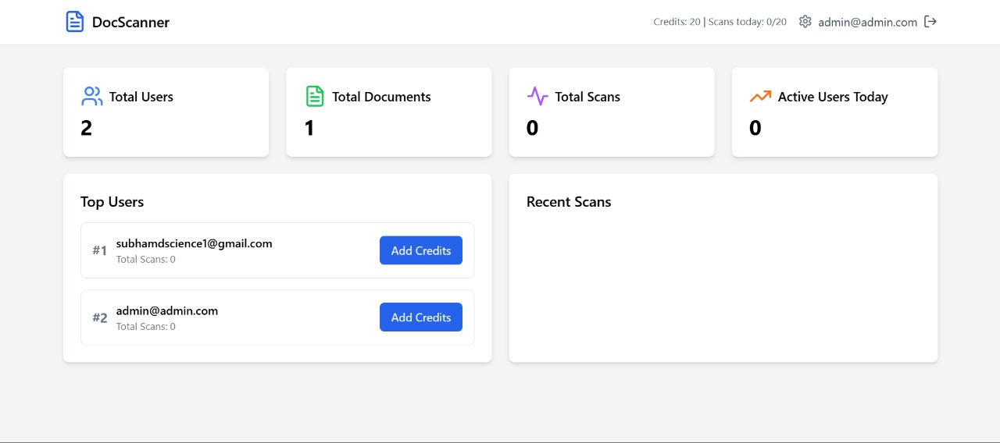 DocScanner
Credits: 20 | Scans today: 0/20
admin@admin.com
Total Users
2
Total Documents
1
Total Scans
0
Active Users Today
0
Top Users
#1
subhamdscience1@gmail.com
Total Scans: 0
Add Credits
#2
admin@admin.com
Total Scans: 0
Add Credits
Recent Scans